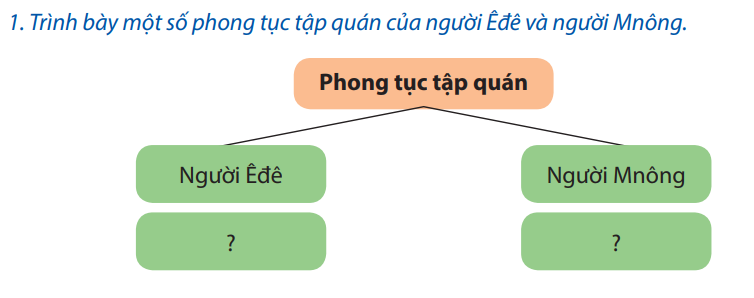 1. Trình bày một số phong tục tập quán của người Êđê và người Mnông.
Phong tục tập quán
Người Êđê
Người Mnông
?
?